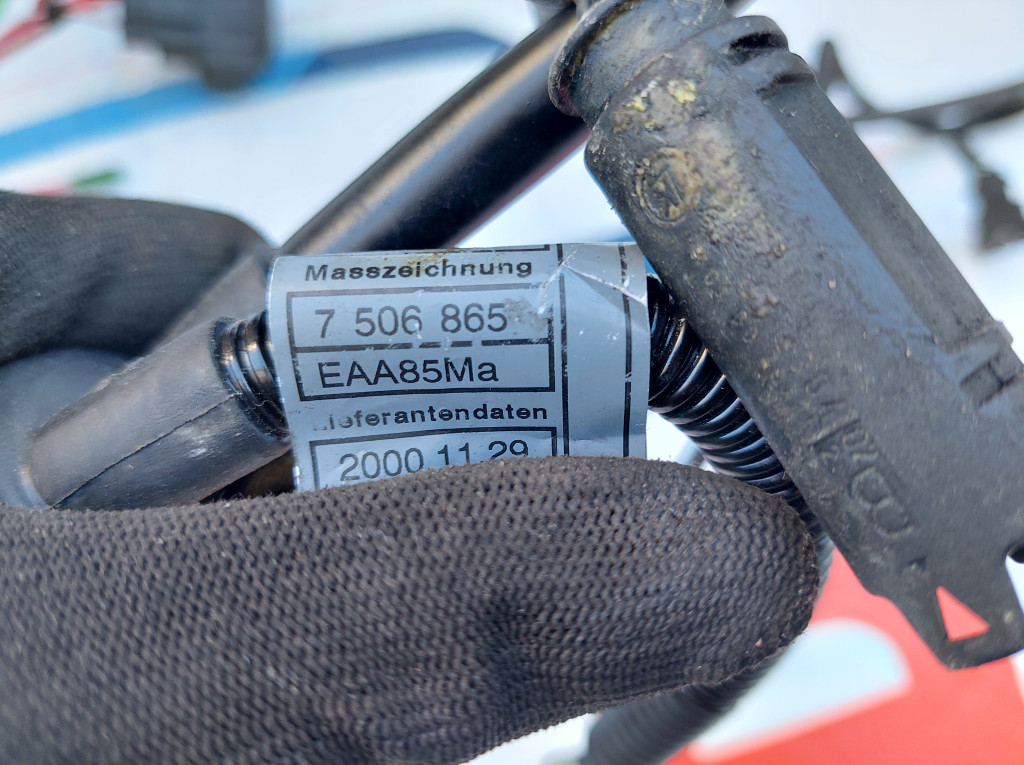 Masszeichnung
7 506 865
EAA85Ma
Lieferantendaten
2000 11 29